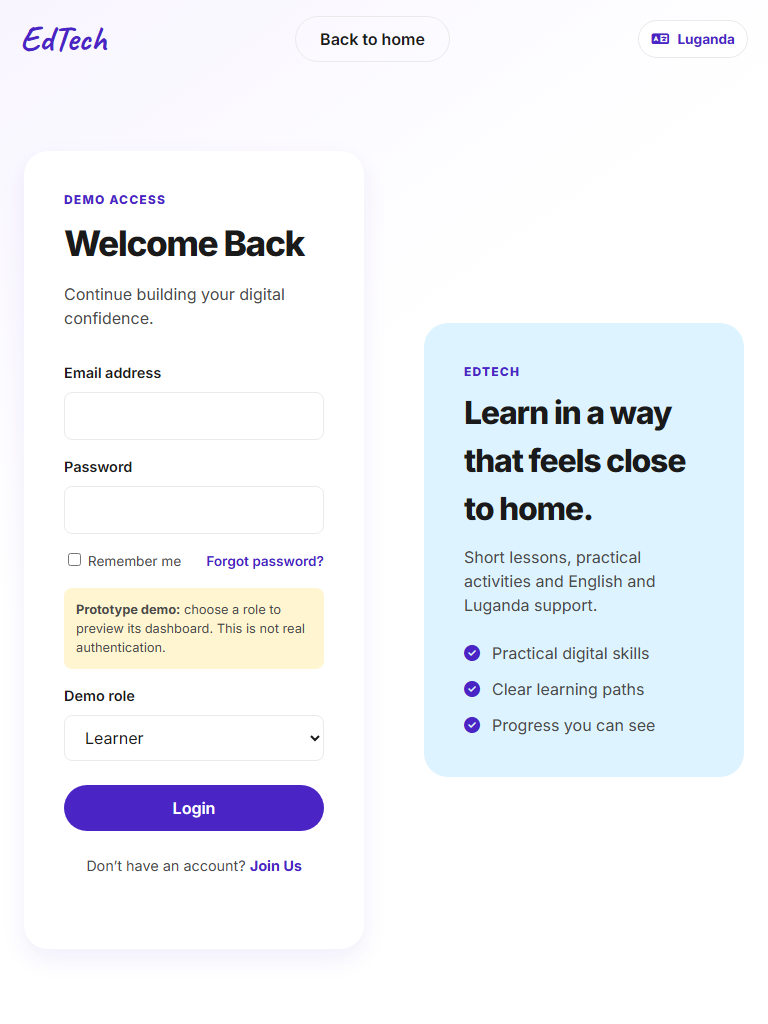 EdTech
Back to home
Luganda
DEMO ACCESS
Welcome Back
Continue building your digital
confidence.
Email address
Password
Remember me
Forgot password?
Prototype demo: choose a role to
preview its dashboard. This is not real
authentication.
Demo role
Learner
Login
Don't have an account? Join Us
EDTECH
Learn in a way
that feels close
to home.
Short lessons, practical
activities and English and
Luganda support.
Practical digital skills
Clear learning paths
Progress you can see